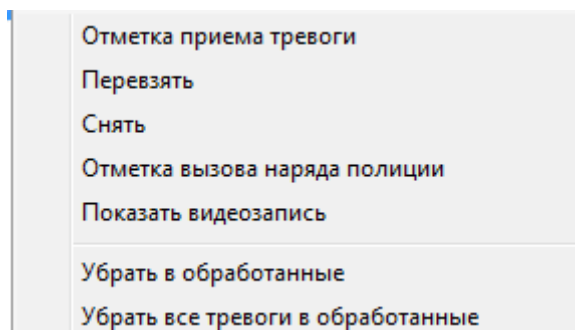 Отметка приема тревоги
Перевзять
Снять
Отметка вызова наряда полиции
Показать видеозапись
Убрать в обработанные
Убрать все тревоги в обработанные